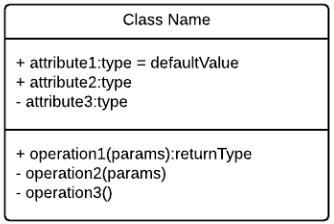 Class Name
+ attribute1:type = defaultValue
+ attribute2:type
- attribute3:type
+ operation1(params):returnType
- operation2(params)
- operation3()